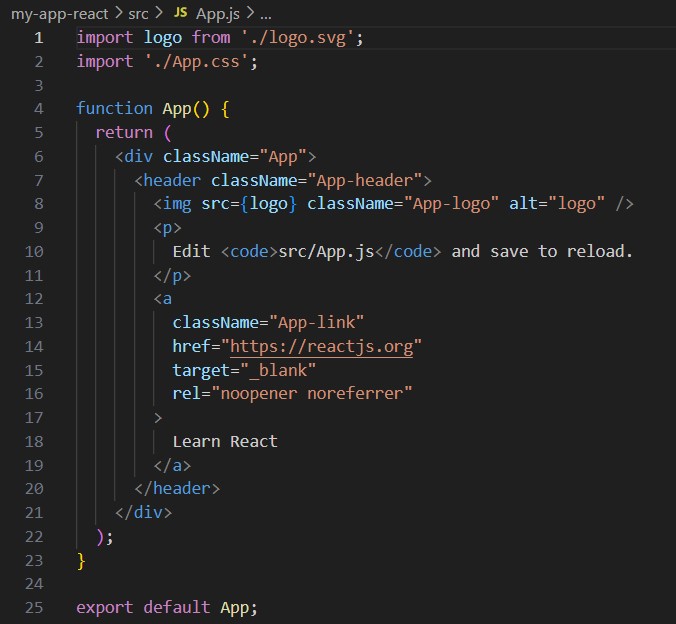 my-app-react > src > JS App.js > ...
1 import logo from './logo.svg';
2 import './App.css';
3
4 function App() {
5   return (
6     <div className="App">
7       <header className="App-header">
8         <img src={logo} className="App-logo" alt="logo" />
9         <p>
10           Edit <code>src/App.js</code> and save to reload.
11         </p>
12         <a
13           className="App-link"
14           href="https://reactjs.org"
15           target="_blank"
16           rel="noopener noreferrer"
17         >
18           Learn React
19         </a>
20       </header>
21     </div>
22   );
23 }
24
25 export default App;